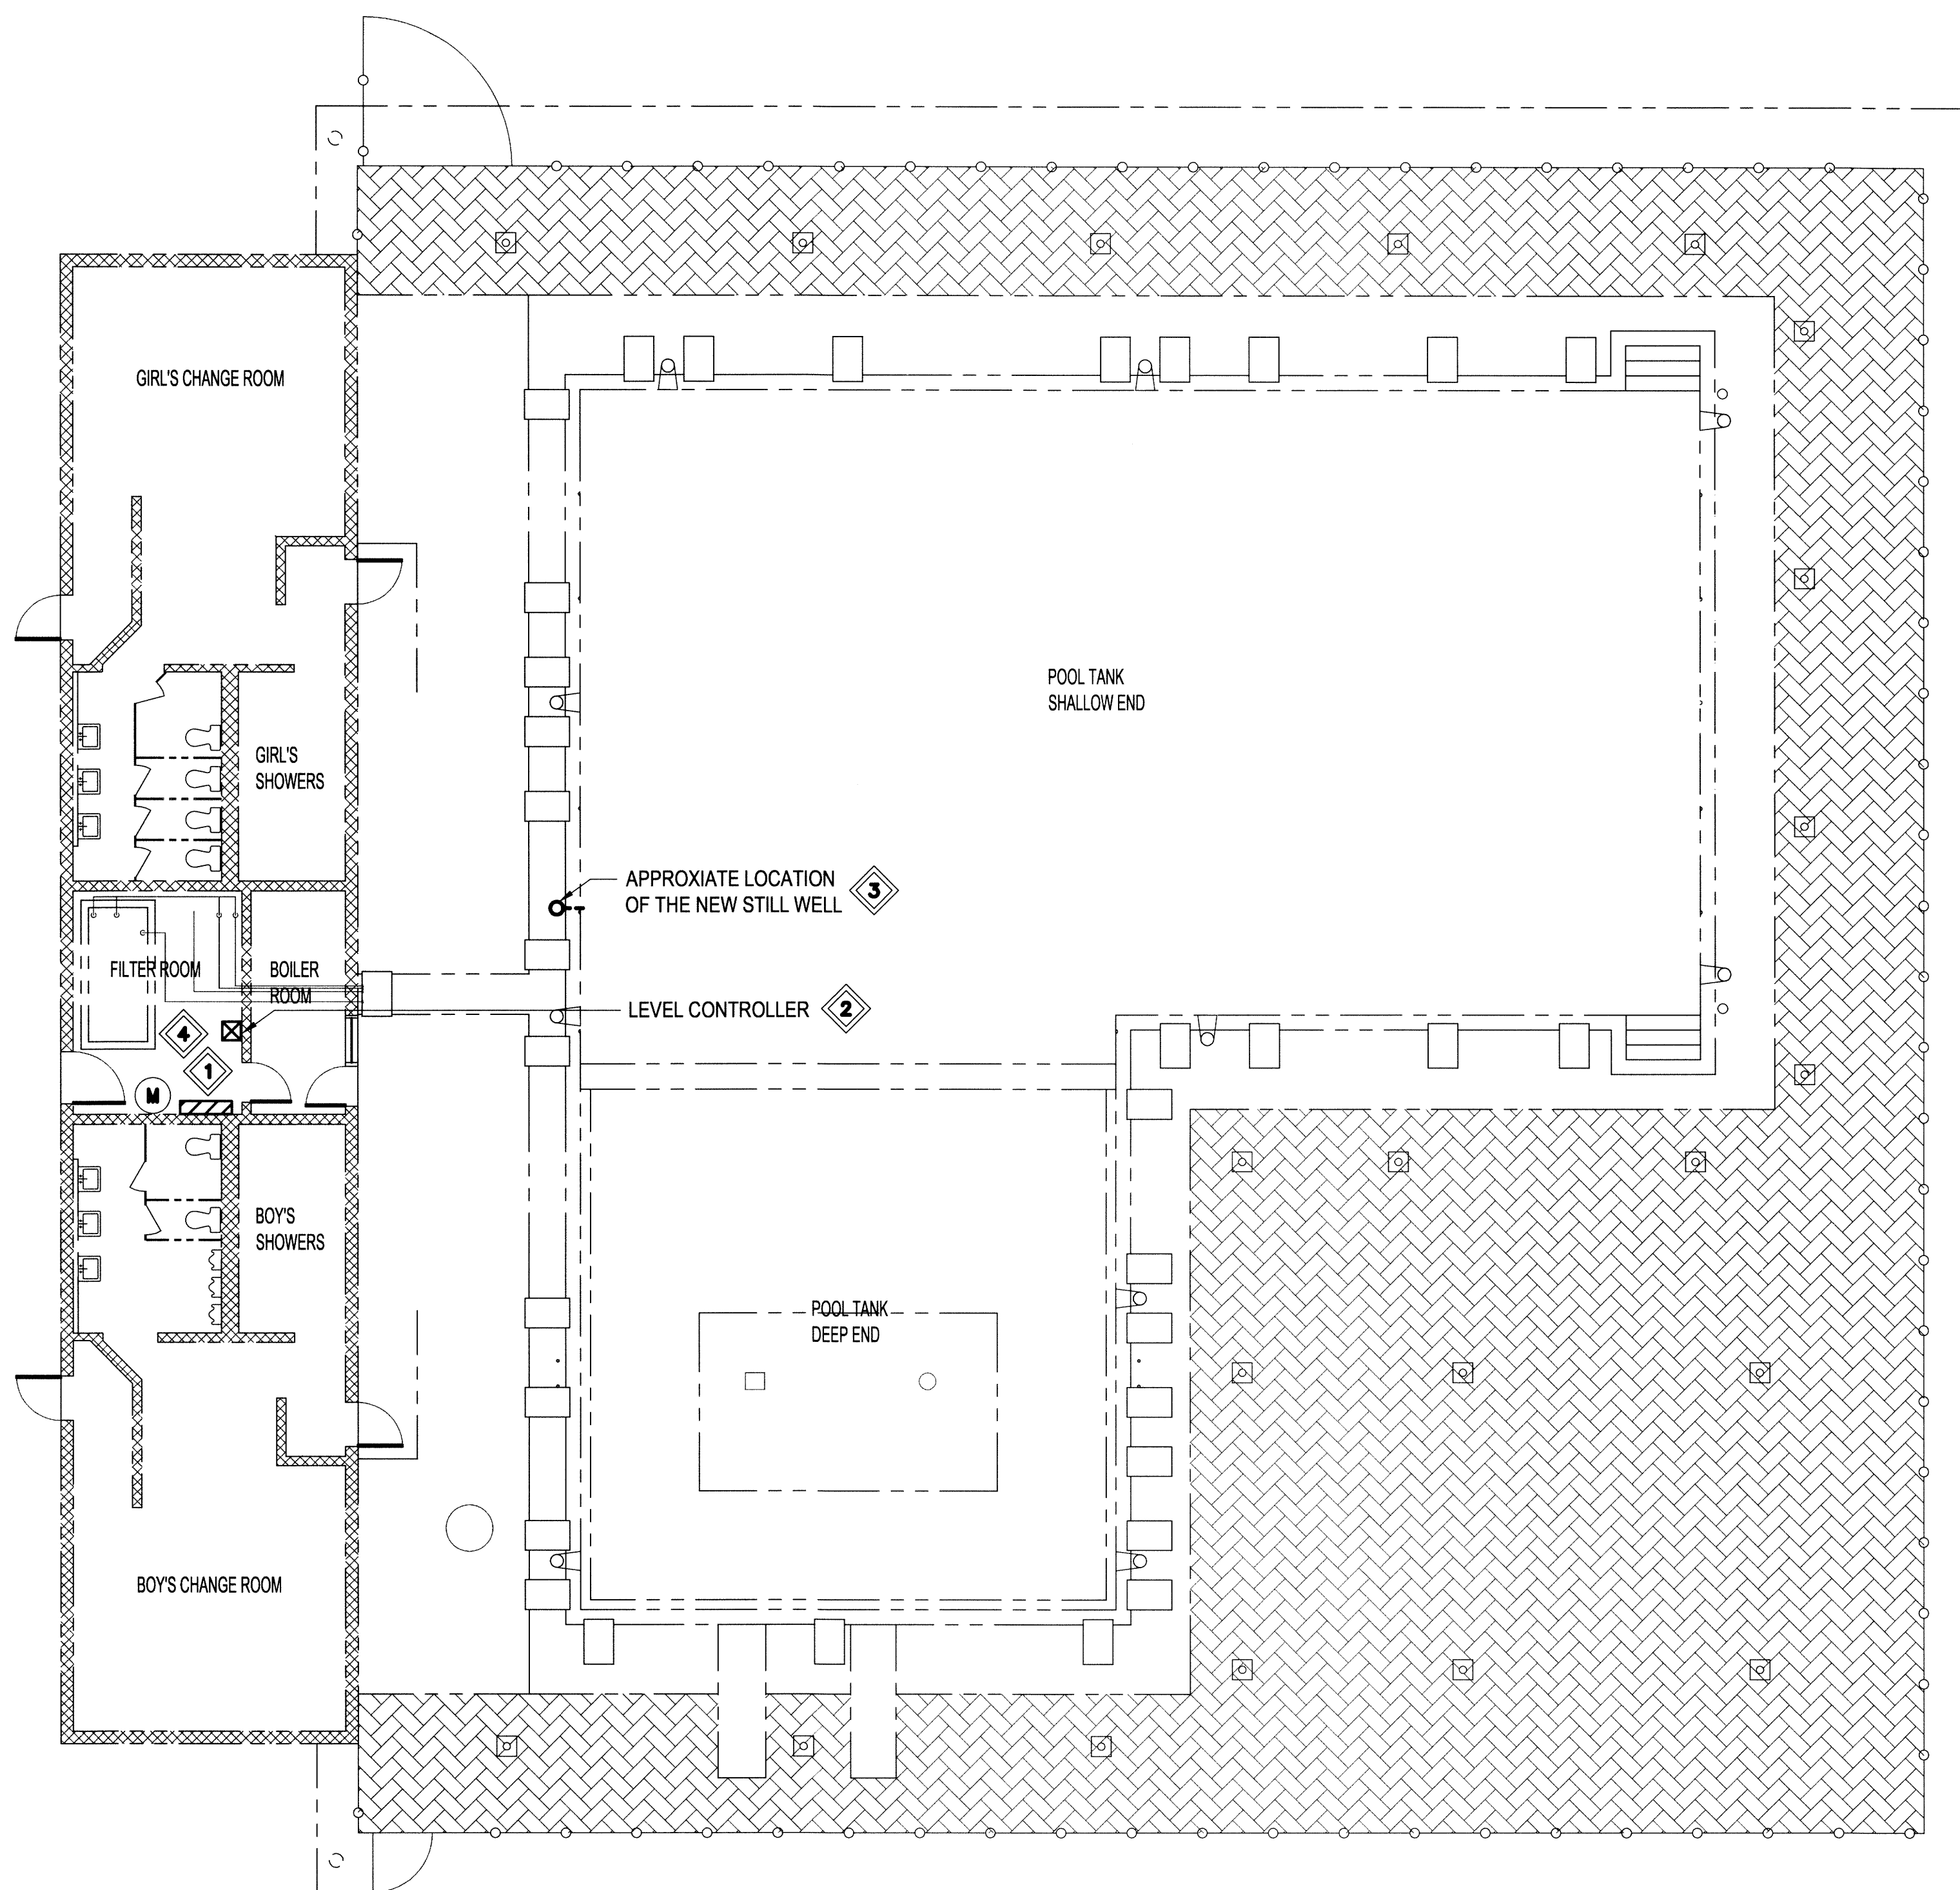 GIRL'S CHANGE ROOM
POOL TANK
SHALLOW END
GIRL'S
SHOWERS
APPROXIATE LOCATION
OF THE NEW STILL WELL
3
FILTER ROOM
BOILER
ROOM
LEVEL CONTROLLER
2
4
1
M
BOY'S
SHOWERS
POOL TANK
DEEP END
BOY'S CHANGE ROOM